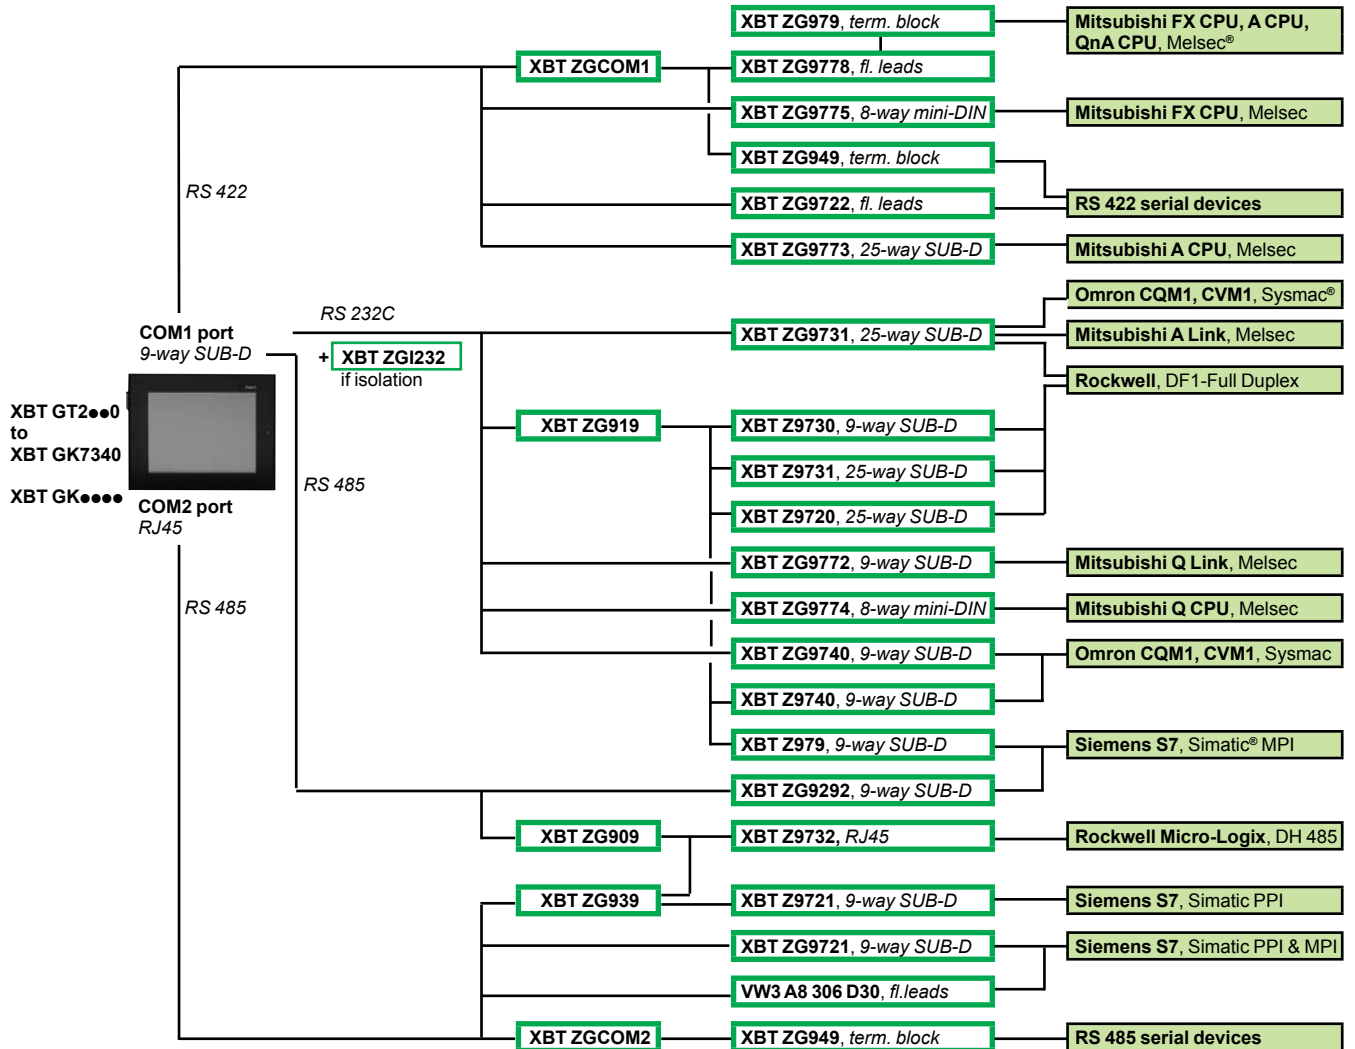 XBT ZG979, term. block
Mitsubishi FX CPU, A CPU,
QnA CPU, Melsec®
XBT ZGCOM1
XBT ZG9778, fl. leads
XBT ZG9775, 8-way mini-DIN
Mitsubishi FX CPU, Melsec
XBT ZG949, term. block
RS 422
XBT ZG9722, fl. leads
RS 422 serial devices
XBT ZG9773, 25-way SUB-D
Mitsubishi A CPU, Melsec
Omron CQM1, CVM1, Sysmac®
RS 232C
COM1 port
9-way SUB-D
XBT ZG9731, 25-way SUB-D
Mitsubishi A Link, Melsec
+ XBT ZGI232
if isolation
Rockwell, DF1-Full Duplex
XBT GT2●●0
to
XBT GK7340
XBT GK●●●●
XBT ZG919
XBT Z9730, 9-way SUB-D
XBT Z9731, 25-way SUB-D
RS 485
COM2 port
RJ45
XBT Z9720, 25-way SUB-D
XBT ZG9772, 9-way SUB-D
Mitsubishi Q Link, Melsec
RS 485
XBT ZG9774, 8-way mini-DIN
Mitsubishi Q CPU, Melsec
XBT ZG9740, 9-way SUB-D
Omron CQM1, CVM1, Sysmac
XBT Z9740, 9-way SUB-D
XBT Z979, 9-way SUB-D
Siemens S7, Simatic® MPI
XBT ZG9292, 9-way SUB-D
XBT ZG909
XBT Z9732, RJ45
Rockwell Micro-Logix, DH 485
XBT ZG939
XBT Z9721, 9-way SUB-D
Siemens S7, Simatic PPI
XBT ZG9721, 9-way SUB-D
Siemens S7, Simatic PPI & MPI
VW3 A8 306 D30, fl.leads
XBT ZGCOM2
XBT ZG949, term. block
RS 485 serial devices